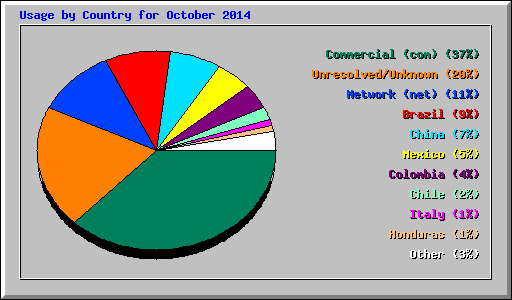 Usage by Country for October 2014
Commercial (com) (37%)
Unresolved/Unknown (20%)
Network (net) (11%)
Brazil (9%)
China (7%)
Mexico (5%)
Colombia (4%)
Chile (2%)
Italy (1%)
Honduras (1%)
Other (3%)